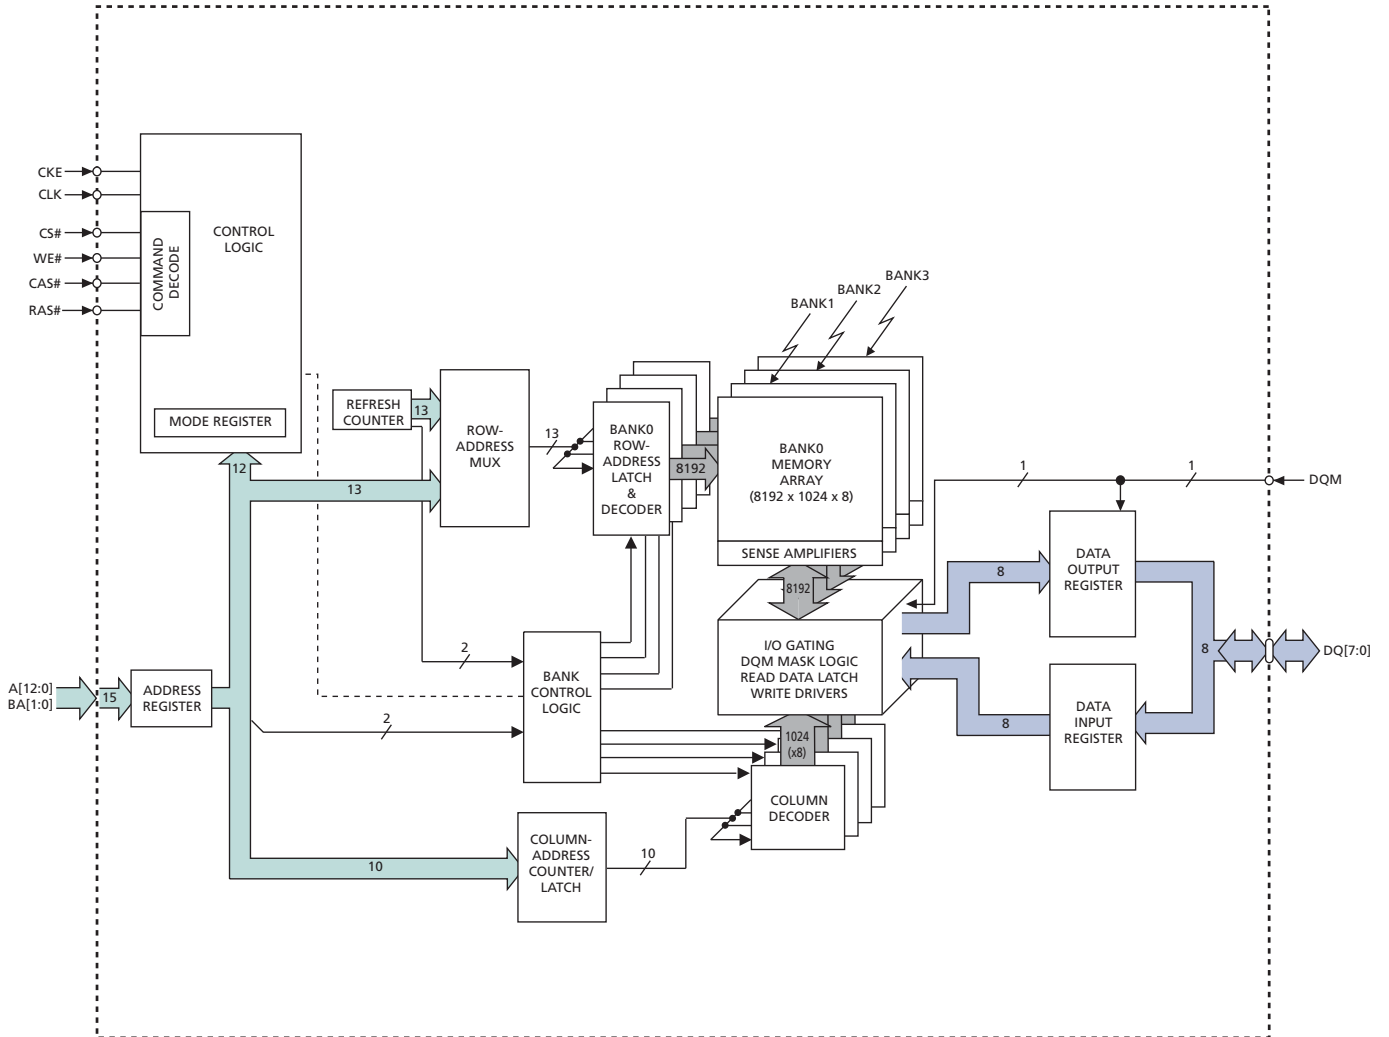 CKE
CLK
CS#
WE#
CAS#
RAS#
COMMAND
DECODE
CONTROL
LOGIC
MODE REGISTER
BANK1
BANK2
BANK3
REFRESH
COUNTER
13
ROW-
ADDRESS
MUX
13
BANK0
ROW-
ADDRESS
LATCH
&
DECODER
8192
BANK0
MEMORY
ARRAY
(8192 x 1024 x 8)
SENSE AMPLIFIERS
12
13
1
1
DQM
8192
8
DATA
OUTPUT
REGISTER
I/O GATING
DQM MASK LOGIC
READ DATA LATCH
WRITE DRIVERS
8
DQ[7:0]
2
BANK
CONTROL
LOGIC
A[12:0]
BA[1:0]
15
ADDRESS
REGISTER
2
8
DATA
INPUT
REGISTER
1024
(x8)
COLUMN
DECODER
10
COLUMN-
ADDRESS
COUNTER/
LATCH
10